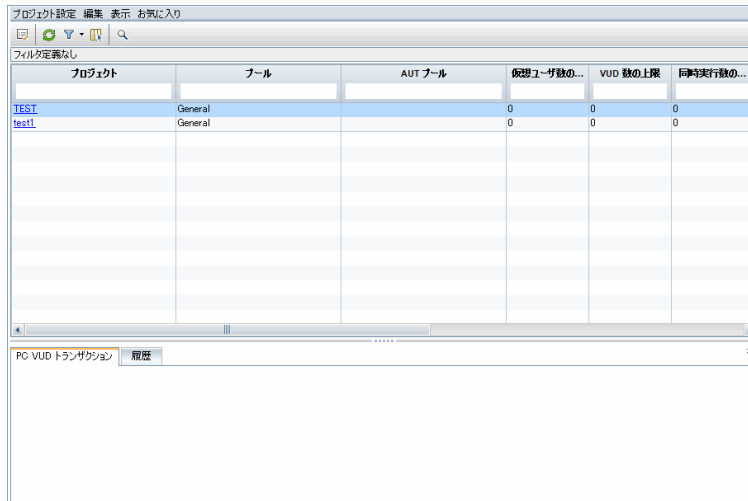 プロジェクト設定 編集 表示 お気に入り
フィルタ定義なし
プロジェクト プール AUT プール 仮想ユーザ数の... VUD 数の上限 同時実行数の...
TEST General 0 0 0
test1 General 0 0 0
PC VUD トランザクション 履歴